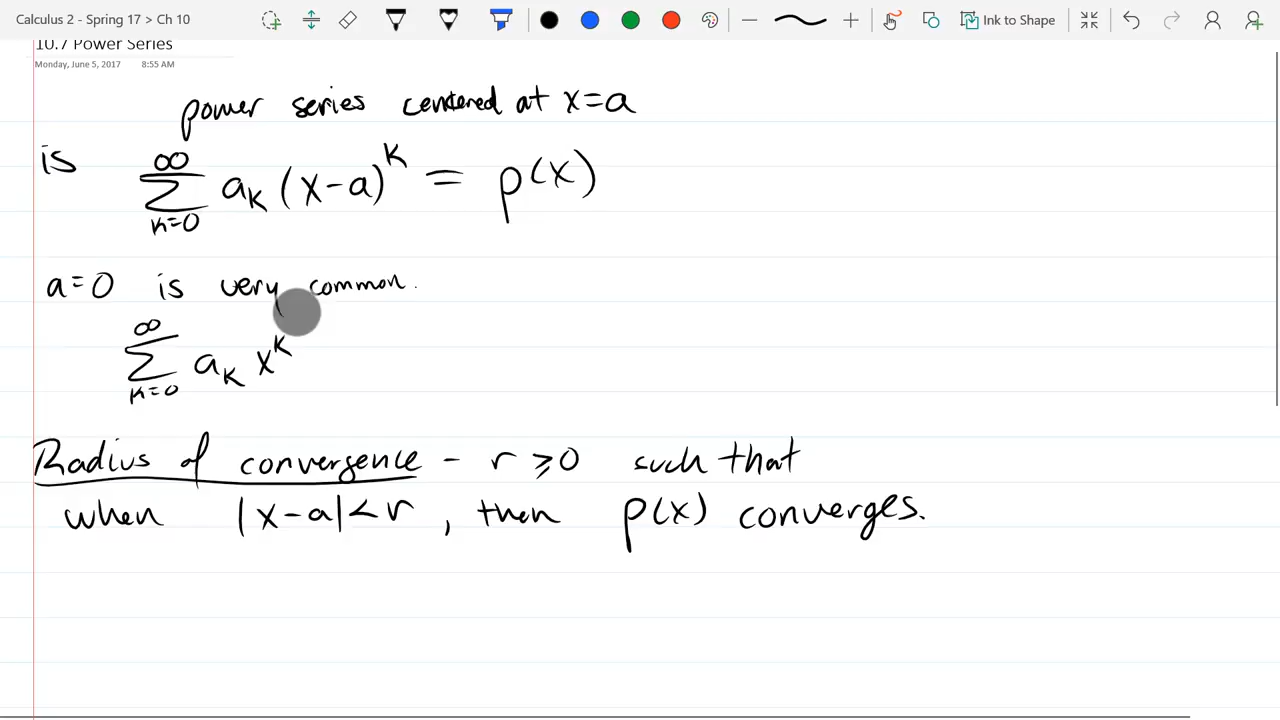 Calculus 2 - Spring 17 > Ch 10
Ink to Shape
10.7 Power Series
Monday, June 5, 2017 8:55 AM
power series centered at x=a
is ∞
∑ a_k (x-a)^k = p(x)
k=0
a=0 is very common.
∞
∑ a_k x^k
k=0
Radius of convergence - r ⩾ 0 such that
when |x-a| < r, then p(x) converges.